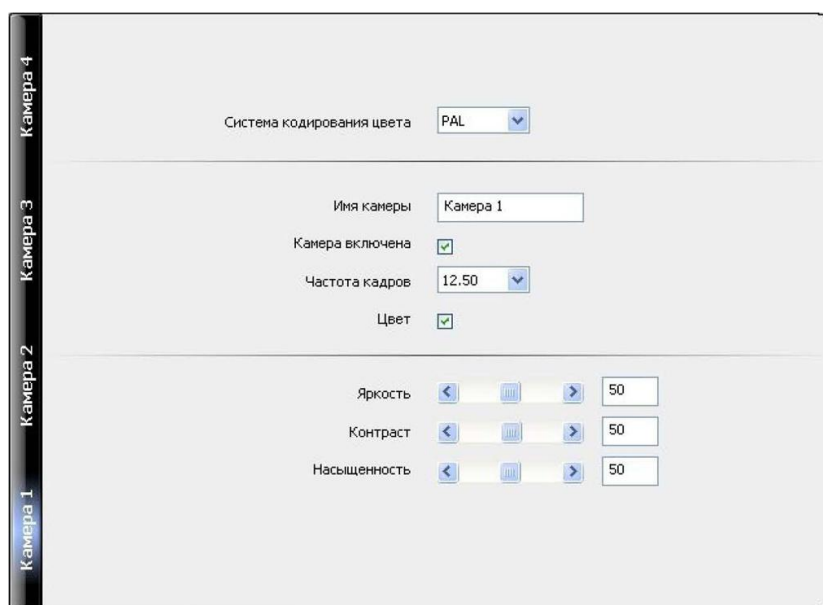 Камера 4
Камера 3
Камера 2
Камера 1
Система кодирования цвета PAL
Имя камеры Камера 1
Камера включена
Частота кадров 12.50
Цвет
Яркость 50
Контраст 50
Насыщенность 50